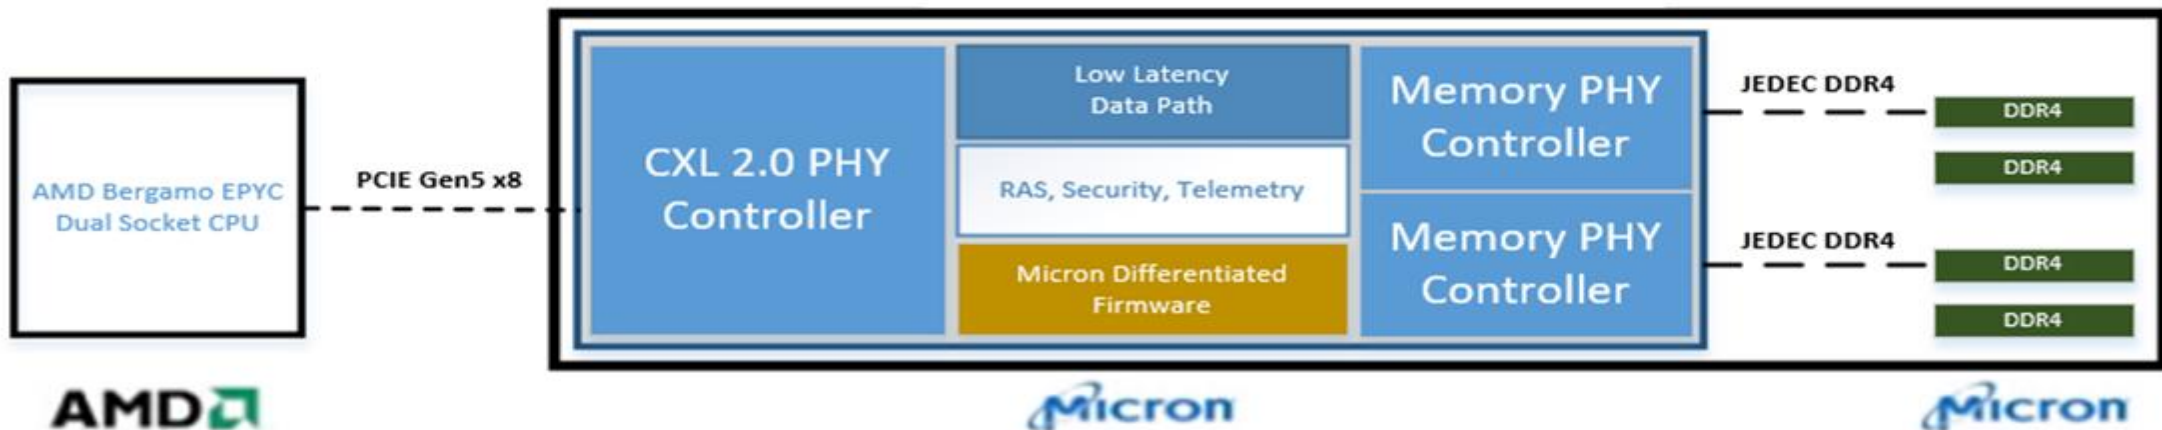 AMD Bergamo EPYC
Dual Socket CPU
PCIE Gen5 x8
CXL 2.0 PHY
Controller
Low Latency
Data Path
RAS, Security, Telemetry
Micron Differentiated
Firmware
Memory PHY
Controller
Memory PHY
Controller
JEDEC DDR4
DDR4
DDR4
JEDEC DDR4
DDR4
DDR4
AMD
Micron
Micron